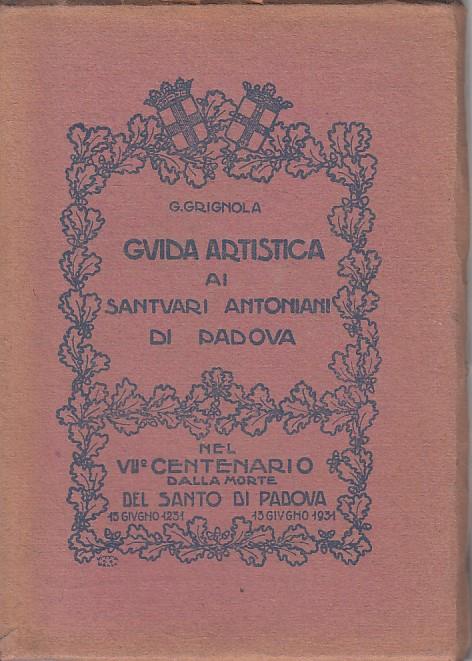 G. GRIGNOLA
GVIDA ARTISTICA
AI
SANTVARI ANTONIANI
DI PADOVA
NEL
VII° CENTENARIO
DALLA MORTE
DEL SANTO DI PADOVA
13 GIVGNO 1231 13 GIVGNO 1931